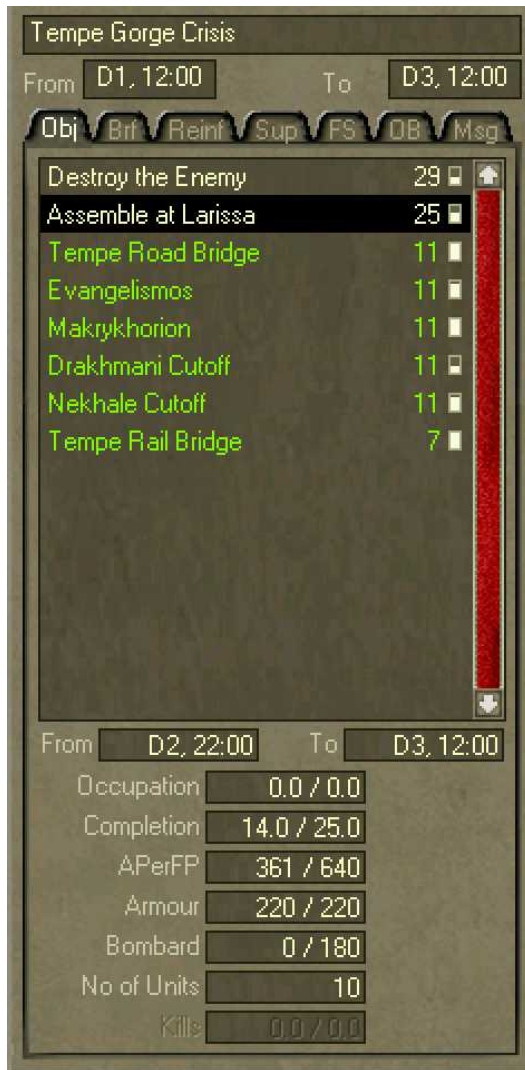 Tempe Gorge Crisis
From D1, 12:00 To D3, 12:00
Obj Brf Reinf Sup FS OB Msg
Destroy the Enemy 29
Assemble at Larissa 25
Tempe Road Bridge 11
Evangelismos 11
Makrykhorion 11
Drakhmani Cutoff 11
Nekhale Cutoff 11
Tempe Rail Bridge 7
From D2, 22:00 To D3, 12:00
Occupation 0.0 / 0.0
Completion 14.0 / 25.0
APerFP 361 / 640
Armour 220 / 220
Bombard 0 / 180
No of Units 10
Kills 0.0 / 0.0